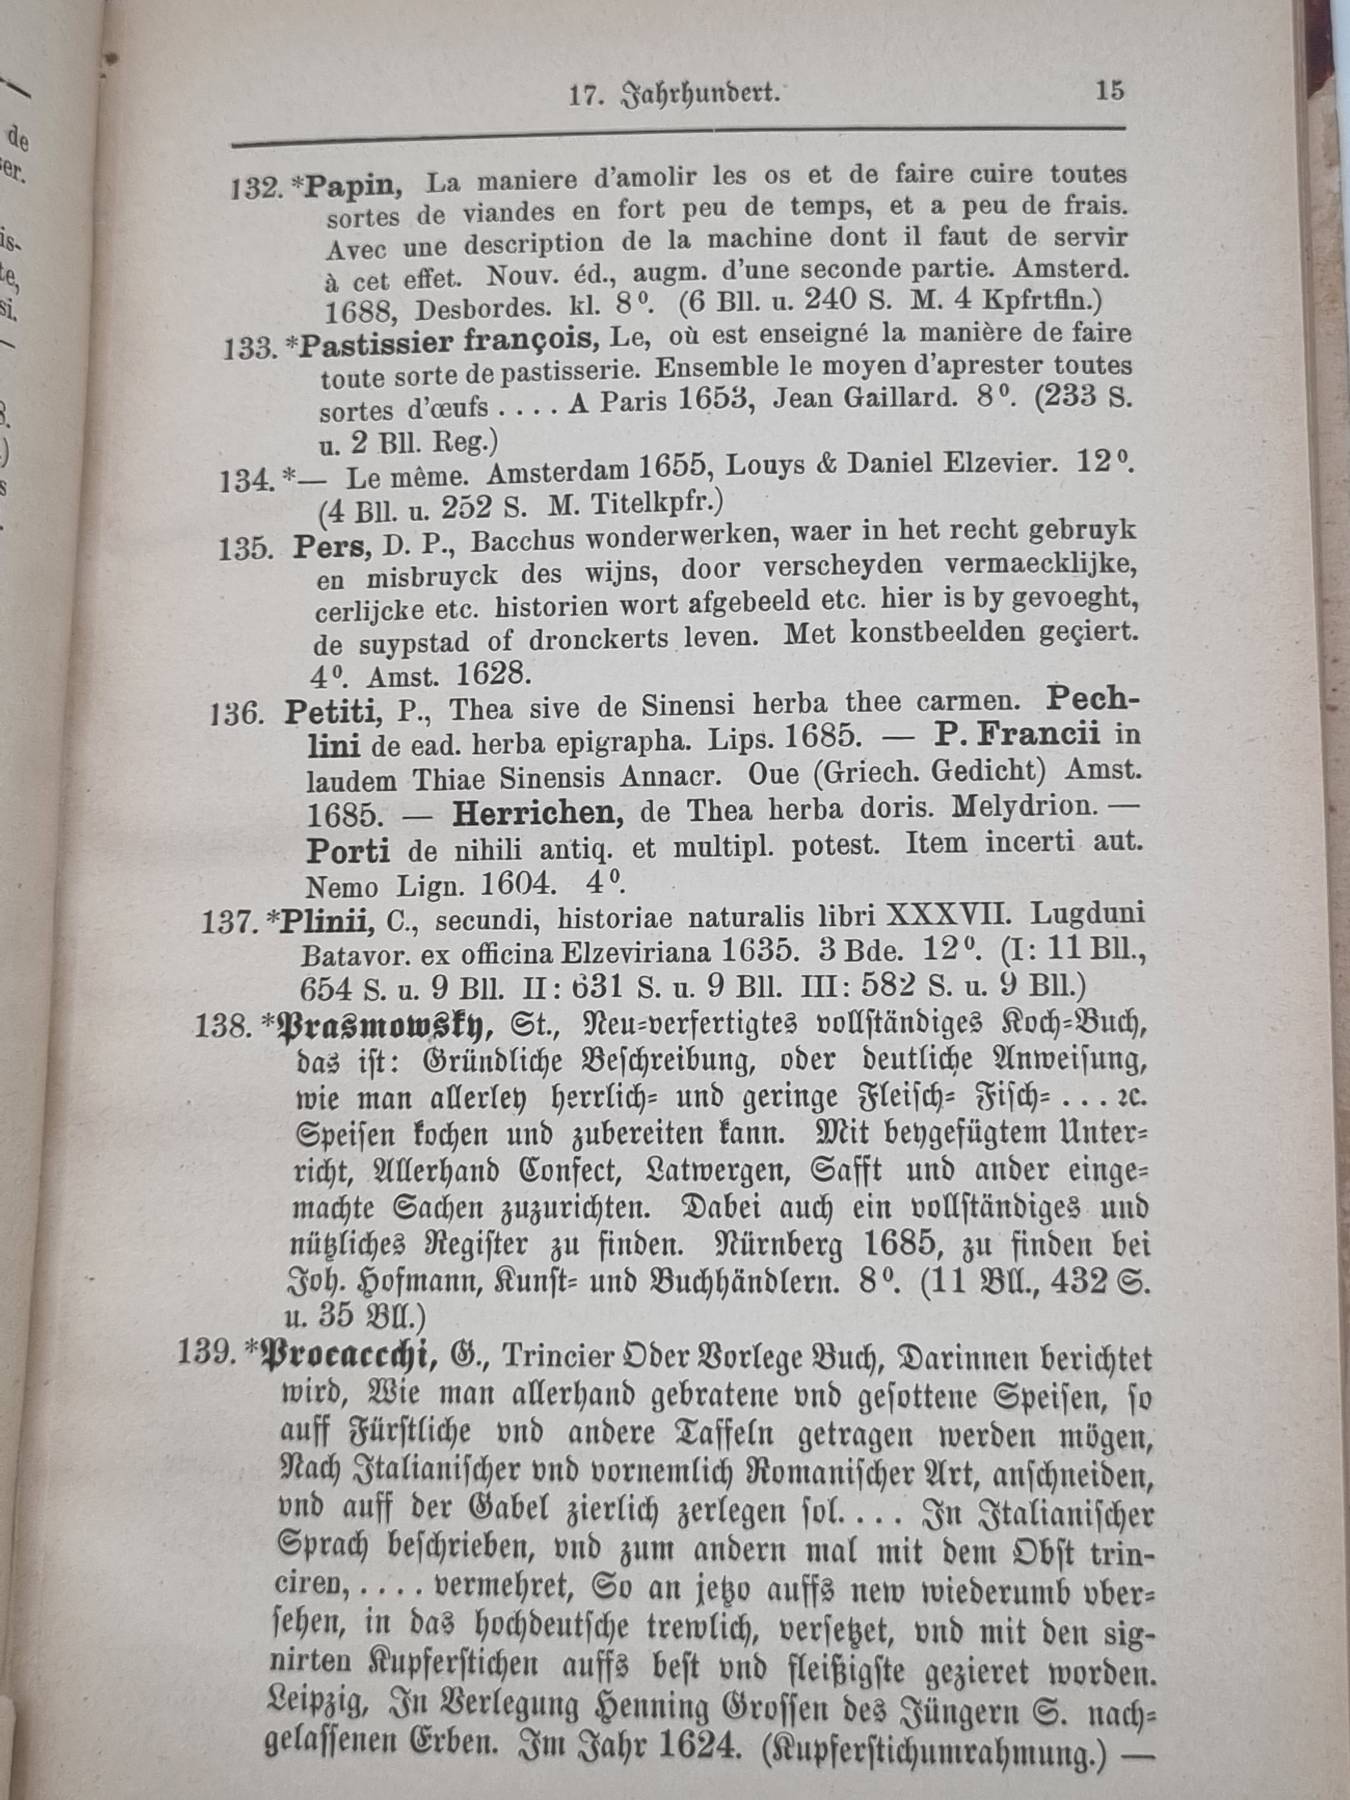 de
er.
is-
te,
si.
—
3.
)
s
.
17. Jahrhundert. 15
132. *Papin, La maniere d'amolir les os et de faire cuire toutes
sortes de viandes en fort peu de temps, et a peu de frais.
Avec une description de la machine dont il faut de servir
à cet effet. Nouv. éd., augm. d'une seconde partie. Amsterd.
1688, Desbordes. kl. 8⁰. (6 Bll. u. 240 S. M. 4 Kpfrtfln.)
133. *Pastissier françois, Le, où est enseigné la manière de faire
toute sorte de pastisserie. Ensemble le moyen d'aprester toutes
sortes d'œufs .... A Paris 1653, Jean Gaillard. 8⁰. (233 S.
u. 2 Bll. Reg.)
134. *— Le même. Amsterdam 1655, Louys & Daniel Elzevier. 12⁰.
(4 Bll. u. 252 S. M. Titelkpfr.)
135. Pers, D. P., Bacchus wonderwerken, waer in het recht gebruyk
en misbruyck des wijns, door verscheyden vermaecklijke,
cerlijcke etc. historien wort afgebeeld etc. hier is by gevoeght,
de suypstad of dronckerts leven. Met konstbeelden geçiert.
4⁰. Amst. 1628.
136. Petiti, P., Thea sive de Sinensi herba thee carmen. Pech-
lini de ead. herba epigrapha. Lips. 1685. — P. Francii in
laudem Thiae Sinensis Annacr. Oue (Griech. Gedicht) Amst.
1685. — Herrichen, de Thea herba doris. Melydrion. —
Porti de nihili antiq. et multipl. potest. Item incerti aut.
Nemo Lign. 1604. 4⁰.
137. *Plinii, C., secundi, historiae naturalis libri XXXVII. Lugduni
Batavor. ex officina Elzeviriana 1635. 3 Bde. 12⁰. (I: 11 Bll.,
654 S. u. 9 Bll. II: 631 S. u. 9 Bll. III: 582 S. u. 9 Bll.)
138. *Prasmowsky, St., Neu=verfertigtes vollſtändiges Koch=Buch,
das iſt: Gründliche Beſchreibung, oder deutliche Anweiſung,
wie man allerley herrlich= und geringe Fleiſch= Fiſch= ... ꝛc.
Speiſen kochen und zubereiten kann. Mit beygefügtem Unter=
richt, Allerhand Confect, Latwergen, Safft und ander einge=
machte Sachen zuzurichten. Dabei auch ein vollſtändiges und
nützliches Regiſter zu finden. Nürnberg 1685, zu finden bei
Joh. Hofmann, Kunſt= und Buchhändlern. 8⁰. (11 Bll., 432 S.
u. 35 Bll.)
139. *Procaccchi, G., Trincier Oder Vorlege Buch, Darinnen berichtet
wird, Wie man allerhand gebratene vnd geſottene Speiſen, ſo
auff Fürſtliche vnd andere Taffeln getragen werden mögen,
Nach Italianiſcher vnd vornemlich Romaniſcher Art, anſchneiden,
vnd auff der Gabel zierlich zerlegen ſol.... In Italianiſcher
Sprach beſchrieben, vnd zum andern mal mit dem Obſt trin-
ciren, .... vermehret, So an jetzo auffs new wiederumb vber=
ſehen, in das hochdeutſche trewlich, verſetzet, vnd mit den sig-
nirten Kupferſtichen auffs beſt vnd fleißigſte gezieret worden.
Leipzig, In Verlegung Henning Groſſen des Jüngern S. nach=
gelaſſenen Erben. Im Jahr 1624. (Kupferſtichumrahmung.) —